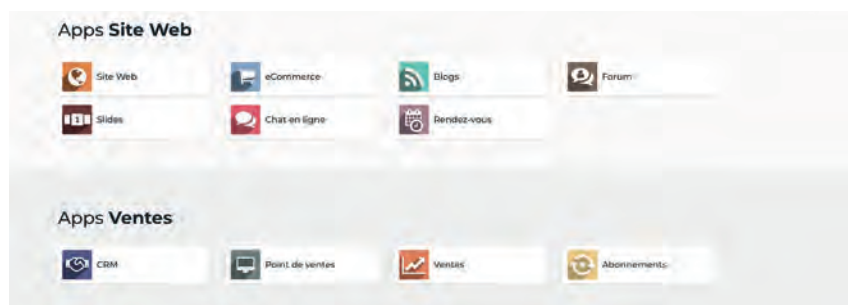 Apps Site Web
Site Web eCommerce Blogs Forum
Slides Chat en ligne Rendez-vous
Apps Ventes
CRM Point de ventes Ventes Abonnements